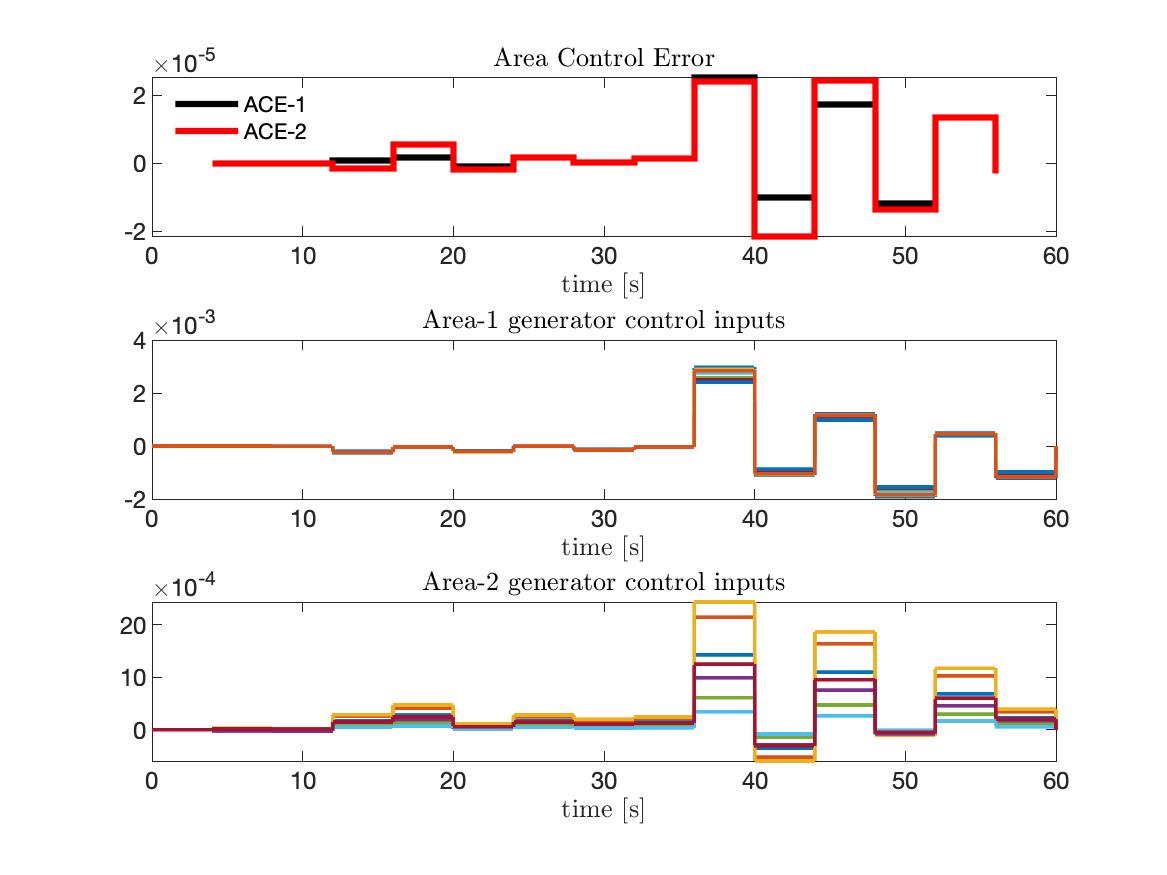 Area Control Error
×10-5
2
0
-2
ACE-1
ACE-2
0 10 20 30 40 50 60
time [s]
Area-1 generator control inputs
×10-3
4
2
0
-2
0 10 20 30 40 50 60
time [s]
Area-2 generator control inputs
×10-4
20
10
0
0 10 20 30 40 50 60
time [s]